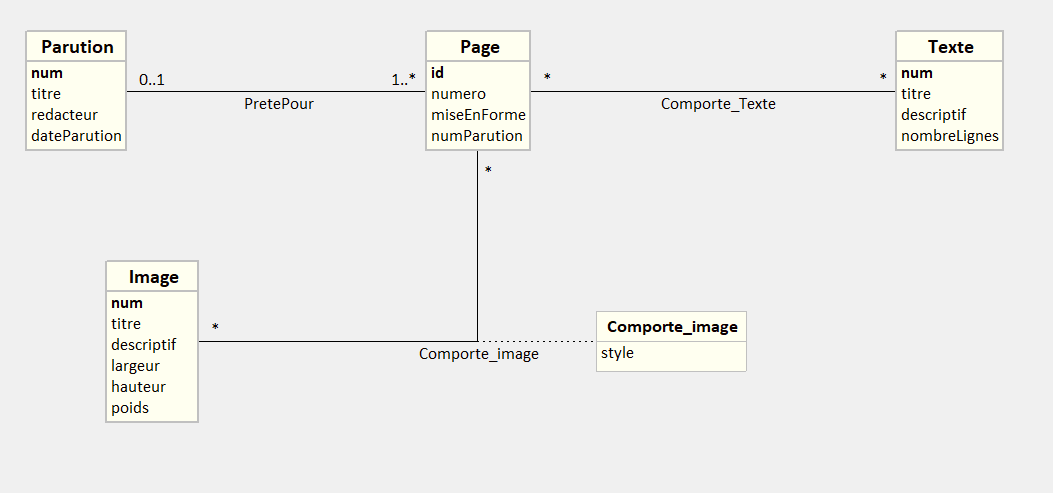 Parution
num
titre
redacteur
dateParution
0..1
1..*
PretePour
Page
id
numero
miseEnForme
numParution
*
*
Comporte_Texte
Texte
num
titre
descriptif
nombreLignes
*
Image
num
titre
descriptif
largeur
hauteur
poids
*
Comporte_image
Comporte_image
style